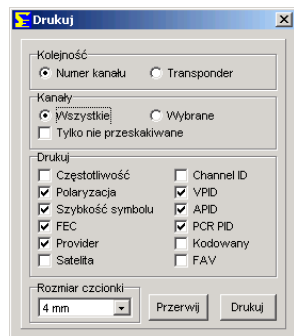 Drukuj
Kolejność
Numer kanału Transponder
Kanały
Wszystkie Wybrane
Tylko nie przeskakiwane
Drukuj
Częstotliwość Channel ID
Polaryzacja VPID
Szybkość symbolu APID
FEC PCR PID
Provider Kodowany
Satelita FAV
Rozmiar czcionki
4 mm Przerwij Drukuj